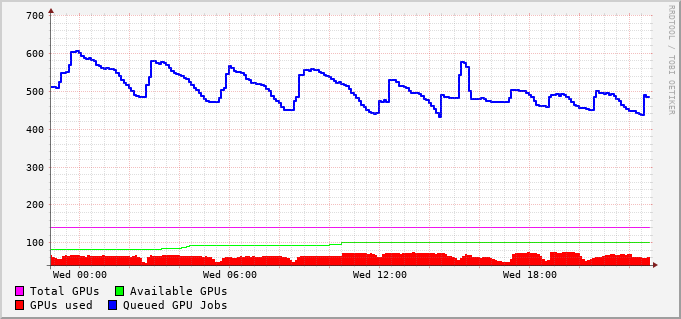 700
600
500
400
300
200
100
Wed 00:00 Wed 06:00 Wed 12:00 Wed 18:00
Total GPUs Available GPUs
GPUs used Queued GPU Jobs
RRDTOOL / TOBI OETIKER